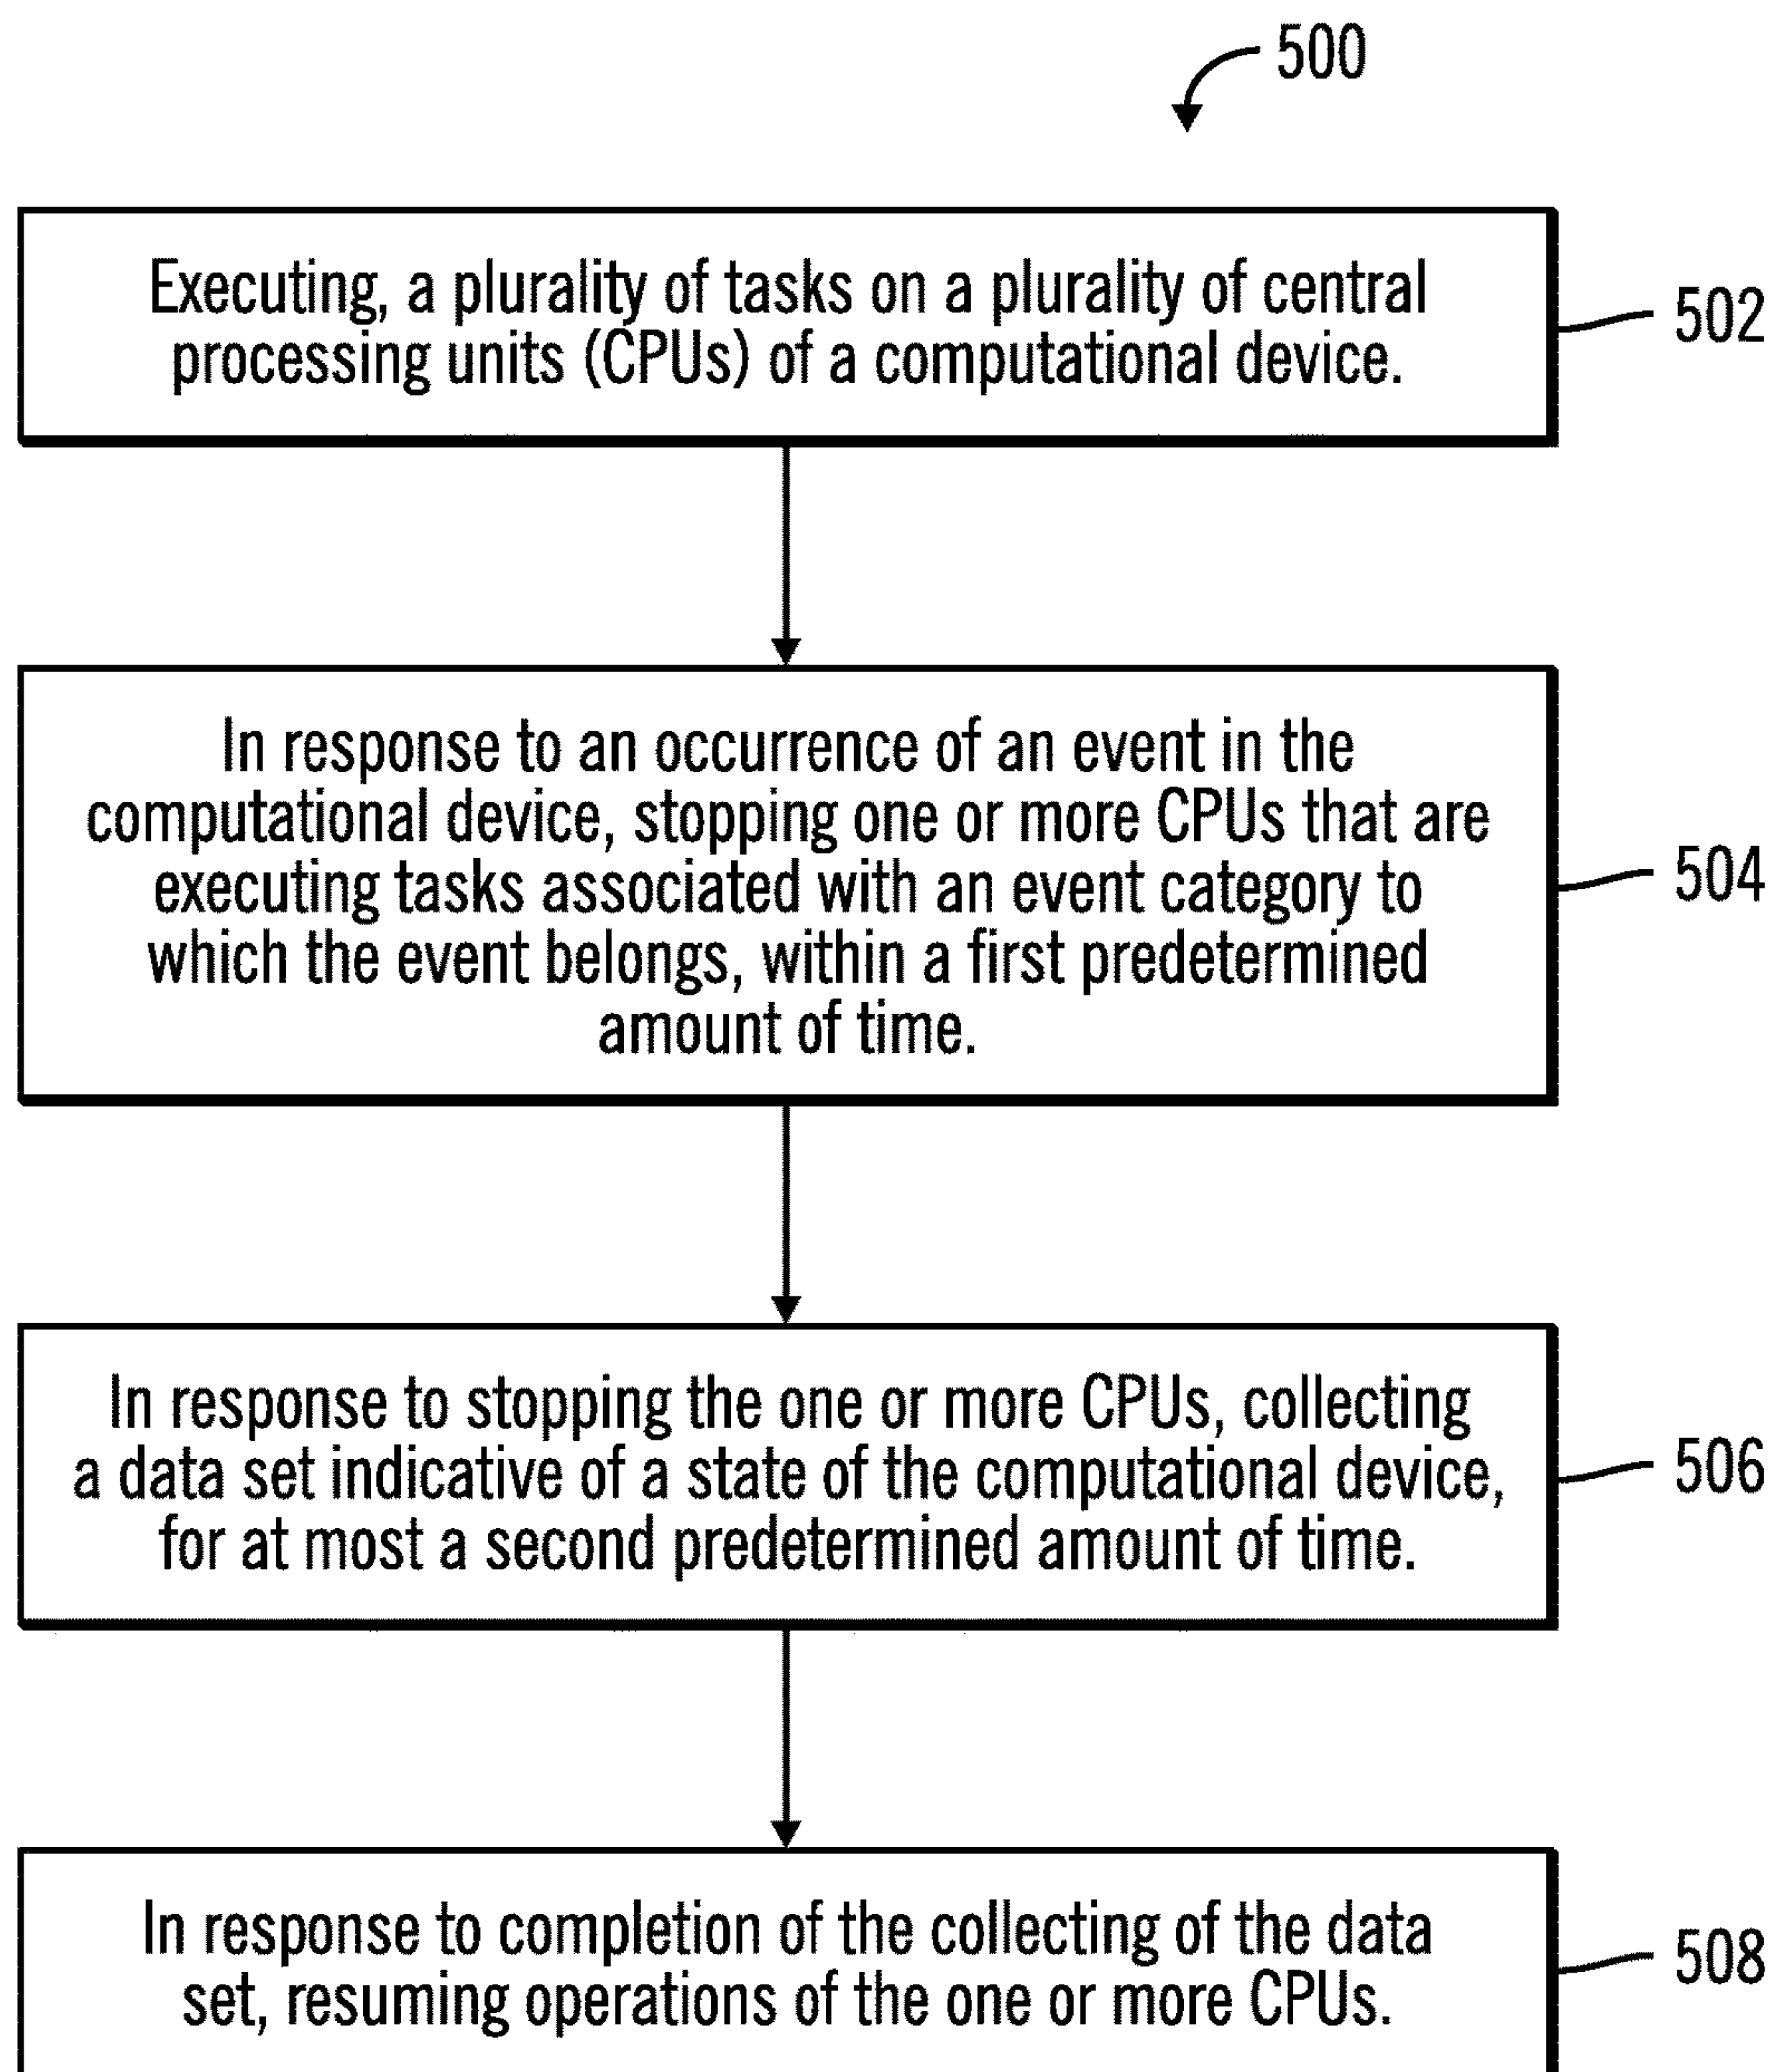 500
Executing, a plurality of tasks on a plurality of central
processing units (CPUs) of a computational device.
502
In response to an occurrence of an event in the
computational device, stopping one or more CPUs that are
executing tasks associated with an event category to
which the event belongs, within a first predetermined
amount of time.
504
In response to stopping the one or more CPUs, collecting
a data set indicative of a state of the computational device,
for at most a second predetermined amount of time.
506
In response to completion of the collecting of the data
set, resuming operations of the one or more CPUs.
508